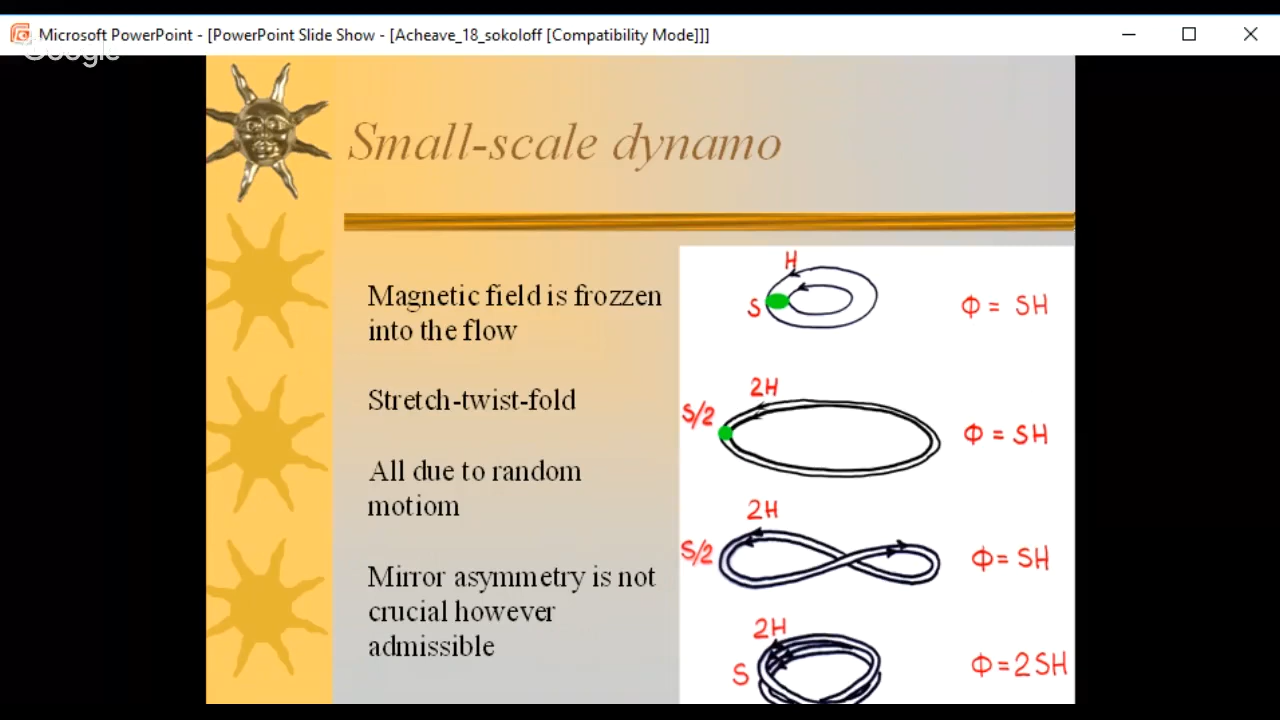 Microsoft PowerPoint - [PowerPoint Slide Show - [Acheave_18_sokoloff [Compatibility Mode]]]
Google
Small-scale dynamo
Magnetic field is frozzen
into the flow
Stretch-twist-fold
All due to random
motiom
Mirror asymmetry is not
crucial however
admissible
H
S
Φ = SH
2H
S/2
Φ = SH
2H
S/2
Φ = SH
2H
S
Φ = 2SH